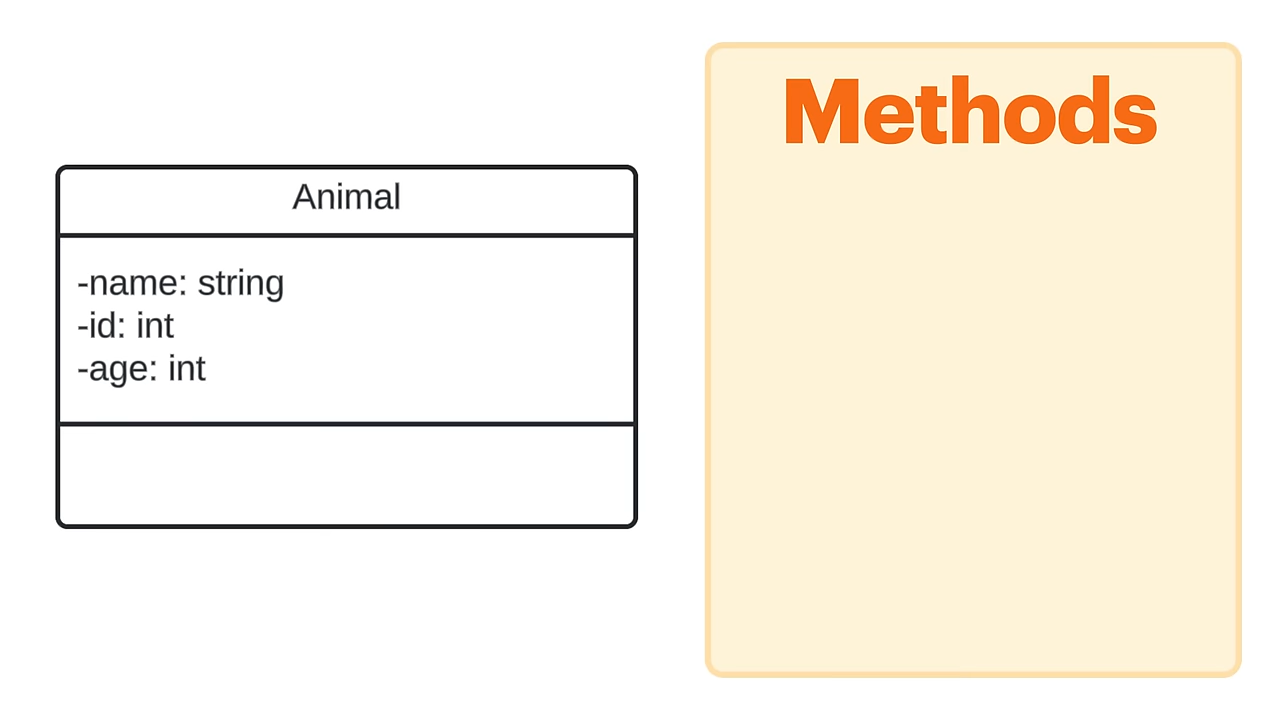 Animal
-name: string
-id: int
-age: int
Methods